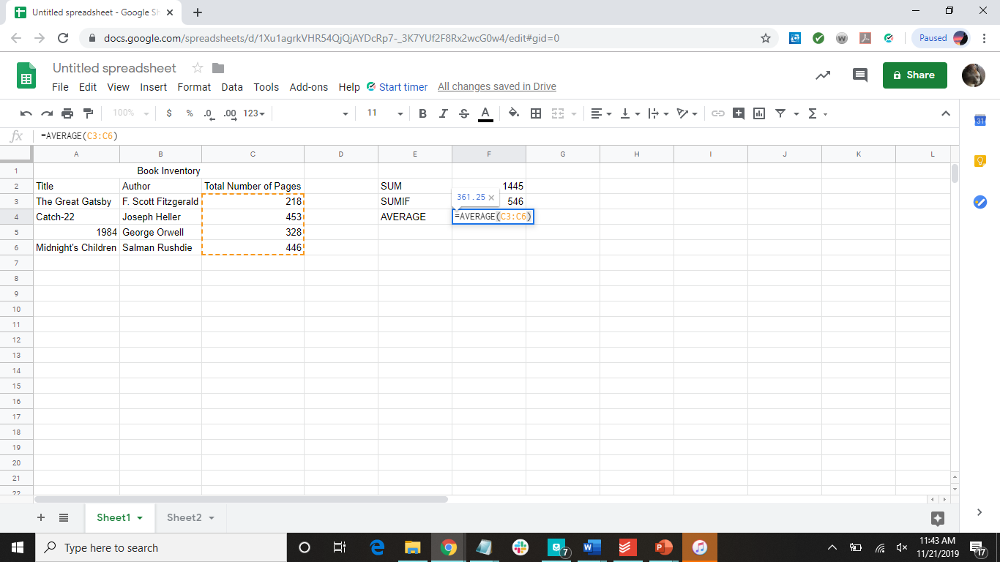 Untitled spreadsheet - Google Sh
docs.google.com/spreadsheets/d/1Xu1agrkVHR54QjQjAYDcRp7-_3K7YUf2F8Rx2wcG0w4/edit#gid=0
Paused
Untitled spreadsheet
File Edit View Insert Format Data Tools Add-ons Help Start timer All changes saved in Drive
Share
100% $ % .0 .00 123 11 B I S A Σ
31
fx =AVERAGE(C3:C6)
A B C D E F G H I J K L
1 Book Inventory
2 Title Author Total Number of Pages SUM 1445
3 The Great Gatsby F. Scott Fitzgerald 218 SUMIF 361.25 × 546
4 Catch-22 Joseph Heller 453 AVERAGE =AVERAGE(C3:C6)
5 1984 George Orwell 328
6 Midnight's Children Salman Rushdie 446
7
8
9
10
11
12
13
14
15
16
17
18
19
20
21
22
Sheet1 Sheet2
Type here to search
7
11:43 AM
11/21/2019
17